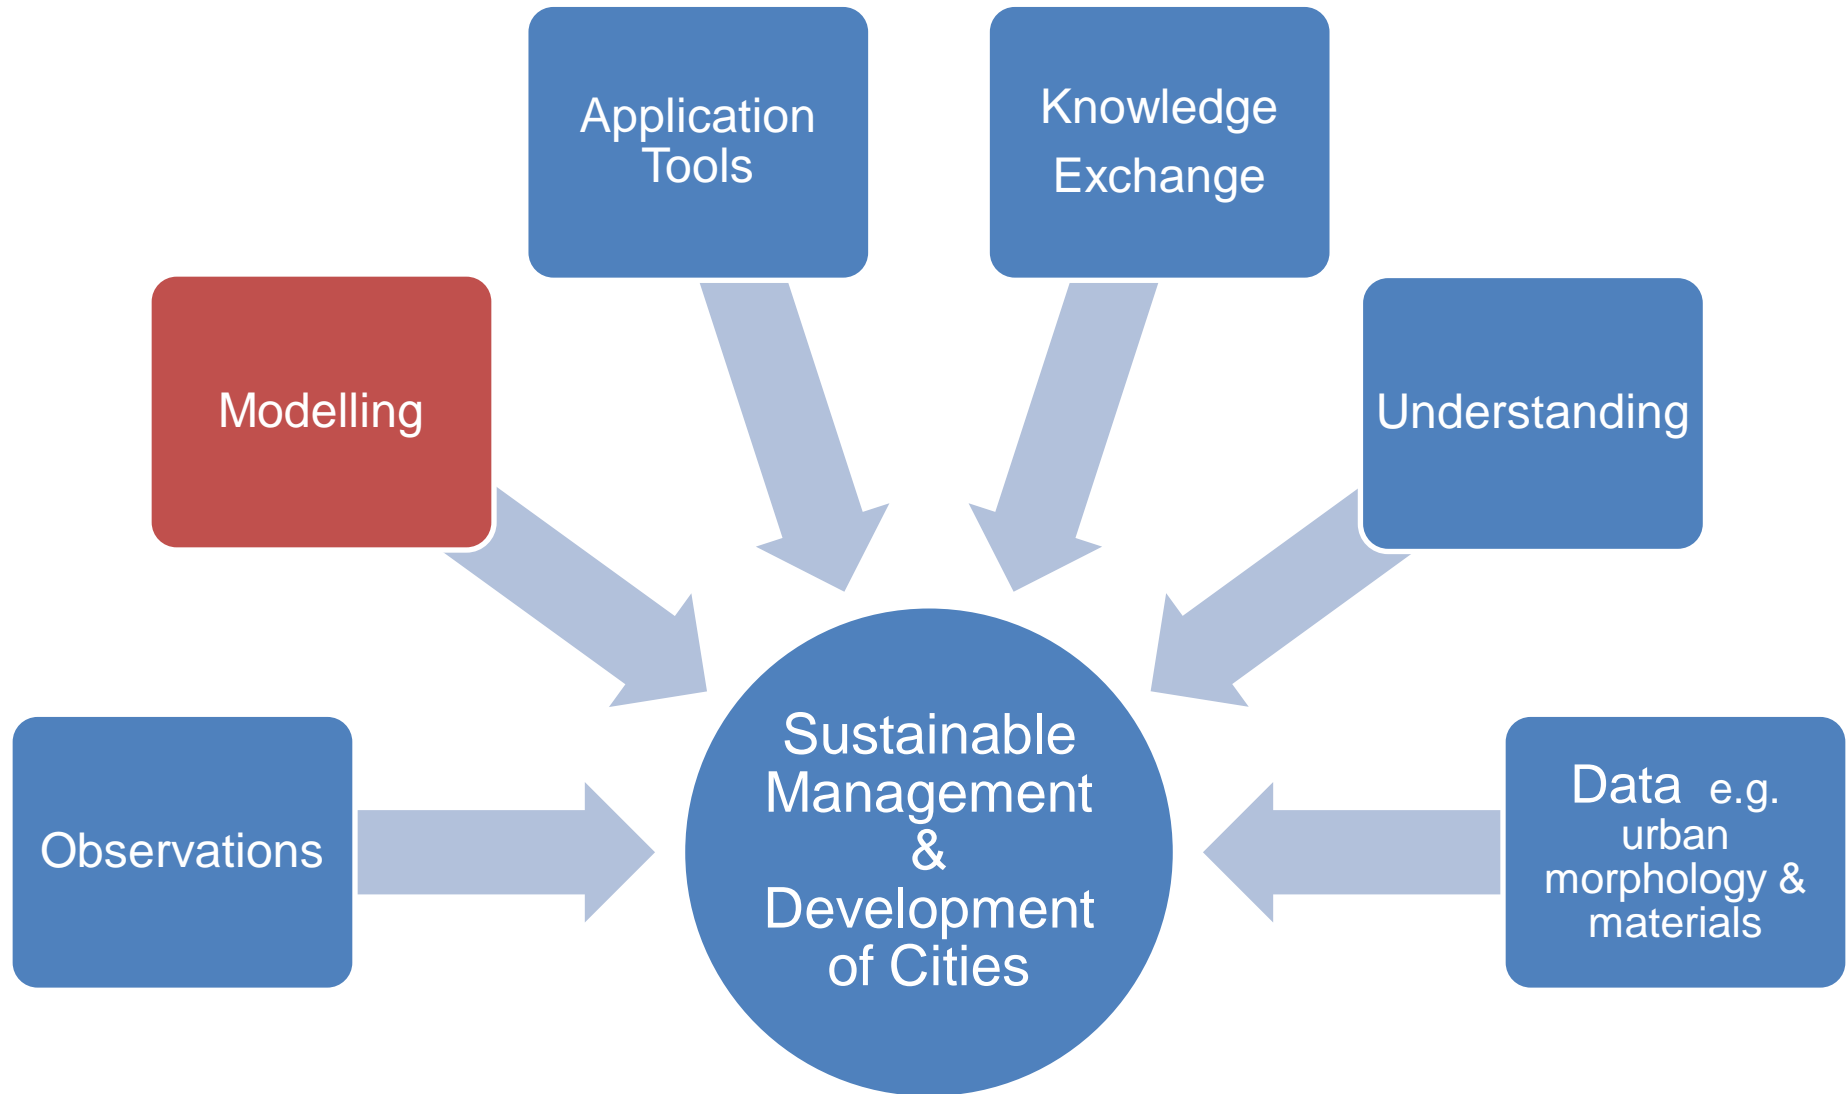 Application
Tools
Knowledge
Exchange
Modelling
Understanding
Observations
Sustainable
Management
&
Development
of Cities
Data e.g.
urban
morphology &
materials